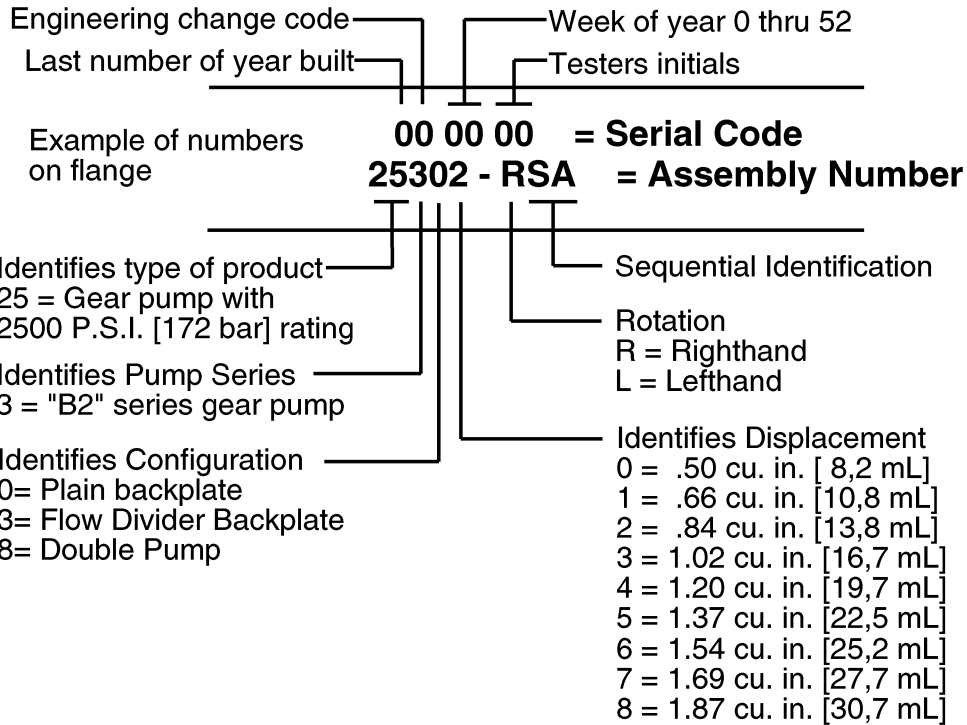 Engineering change code
Week of year 0 thru 52
Last number of year built
Testers initials
Example of numbers
on flange
00 00 00 = Serial Code
25302 - RSA = Assembly Number
Identifies type of product
25 = Gear pump with
2500 P.S.I. [172 bar] rating
Identifies Pump Series
3 = "B2" series gear pump
Identifies Configuration
0= Plain backplate
3= Flow Divider Backplate
8= Double Pump
Sequential Identification
Rotation
R = Righthand
L = Lefthand
Identifies Displacement
0 = .50 cu. in. [ 8,2 mL]
1 = .66 cu. in. [10,8 mL]
2 = .84 cu. in. [13,8 mL]
3 = 1.02 cu. in. [16,7 mL]
4 = 1.20 cu. in. [19,7 mL]
5 = 1.37 cu. in. [22,5 mL]
6 = 1.54 cu. in. [25,2 mL]
7 = 1.69 cu. in. [27,7 mL]
8 = 1.87 cu. in. [30,7 mL]